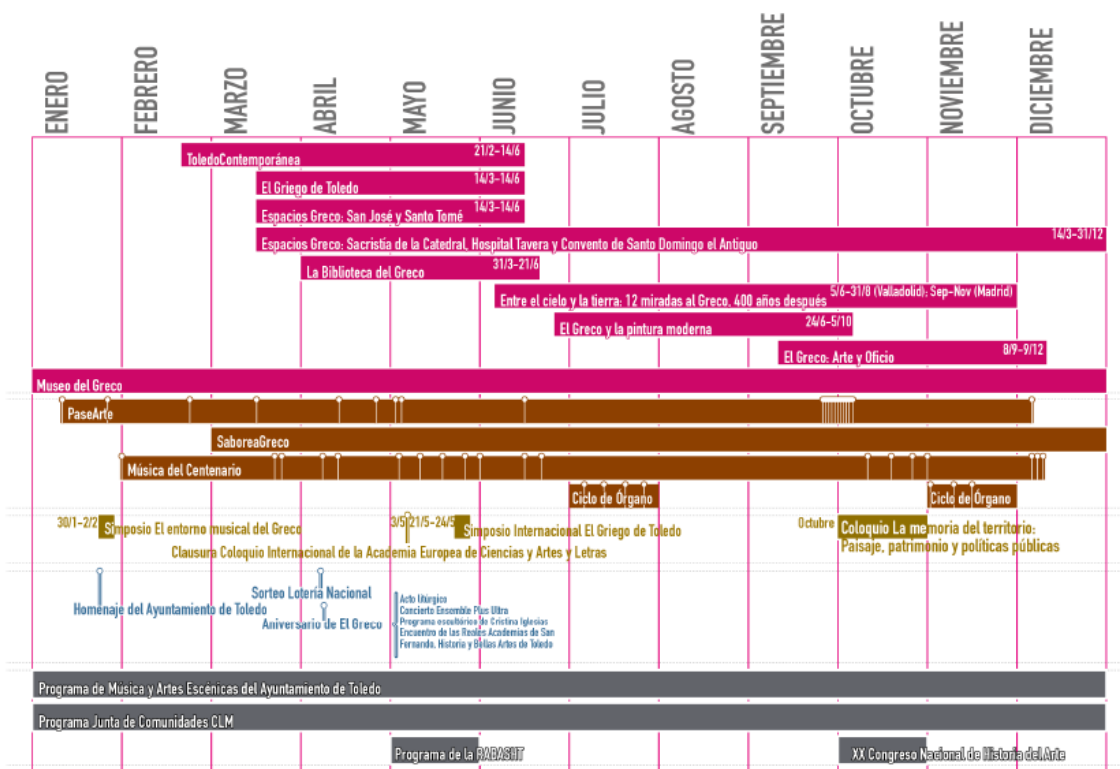 ENERO
FEBRERO
MARZO
ABRIL
MAYO
JUNIO
JULIO
AGOSTO
SEPTIEMBRE
OCTUBRE
NOVIEMBRE
DICIEMBRE
ToledoContemporánea 21/2-14/6
El Griego de Toledo 14/3-14/6
Espacios Greco: San José y Santo Tomé 14/3-14/6
Espacios Greco: Sacristía de la Catedral, Hospital Tavera y Convento de Santo Domingo el Antiguo 14/3-31/12
La Biblioteca del Greco 31/3-21/6
Entre el cielo y la tierra: 12 miradas al Greco, 400 años después 5/6-31/8 (Valladolid); Sep-Nov (Madrid)
El Greco y la pintura moderna 24/6-5/10
El Greco: Arte y Oficio 8/9-9/12
Museo del Greco
PaseArte
SaboreaGreco
Música del Centenario
Ciclo de Órgano
Ciclo de Órgano
30/1-2/2 Simposio El entorno musical del Greco
3/5 21/5-24/5 Simposio Internacional El Griego de Toledo
Clausura Coloquio Internacional de la Academia Europea de Ciencias y Artes y Letras
Octubre Coloquio La memoria del territorio:
Paisaje, patrimonio y políticas públicas
Homenaje del Ayuntamiento de Toledo
Sorteo Lotería Nacional
Aniversario de El Greco
Acto litúrgico
Concierto Ensemble Plus Ultra
Programa escultórico de Cristina Iglesias
Encuentro de las Reales Academias de San
Fernando, Historia y Bellas Artes de Toledo
Programa de Música y Artes Escénicas del Ayuntamiento de Toledo
Programa Junta de Comunidades CLM
Programa de la RABASHT
XX Congreso Nacional de Historia del Arte